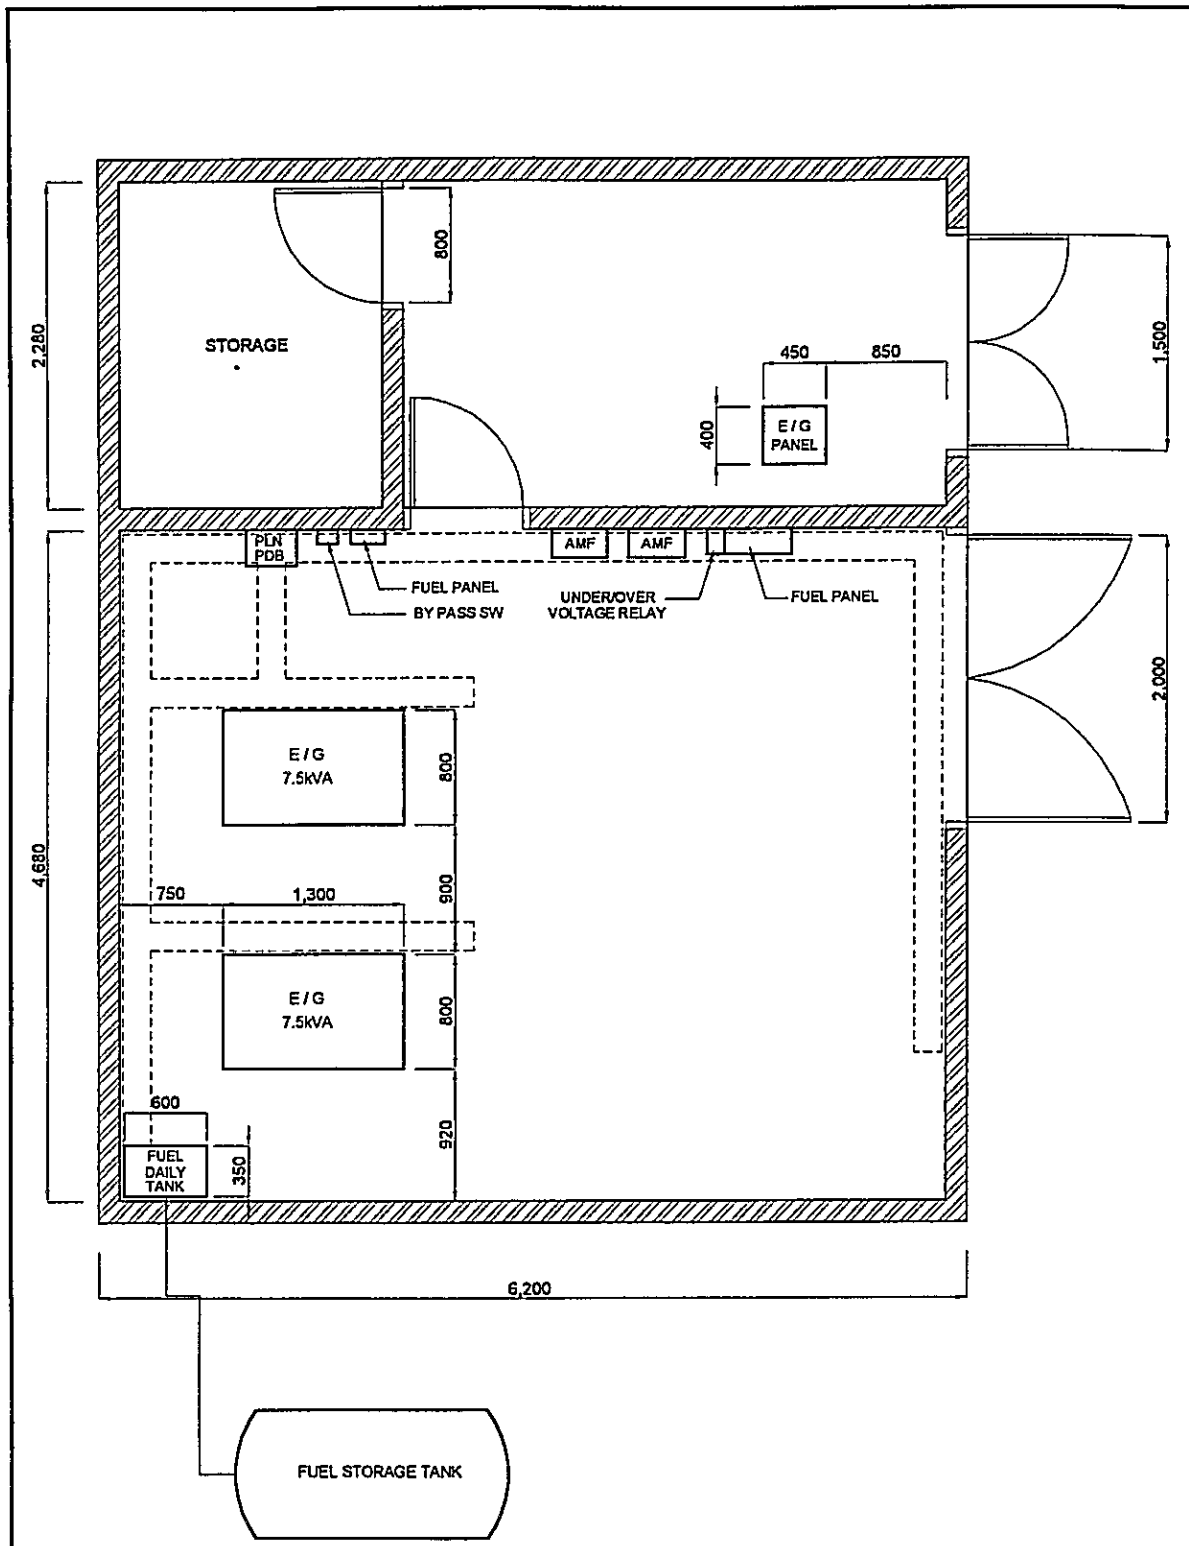 800
2,280
STORAGE
450
850
1,500
400
E / G
PANEL
PLN
PDB
AMF
AMF
FUEL PANEL
BY PASS SW
UNDER/OVER
VOLTAGE RELAY
FUEL PANEL
2,000
E / G
7.5kVA
800
4,680
750
1,300
900
E / G
7.5kVA
800
600
920
FUEL
DAILY
TANK
350
6,200
FUEL STORAGE TANK